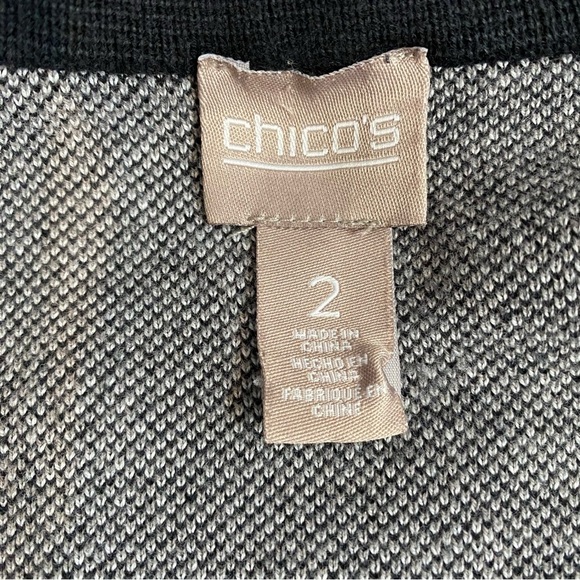 chico's
2
MADE IN
CHINA
HECHO EN
CHINA
FABRIQUE EN
CHINE